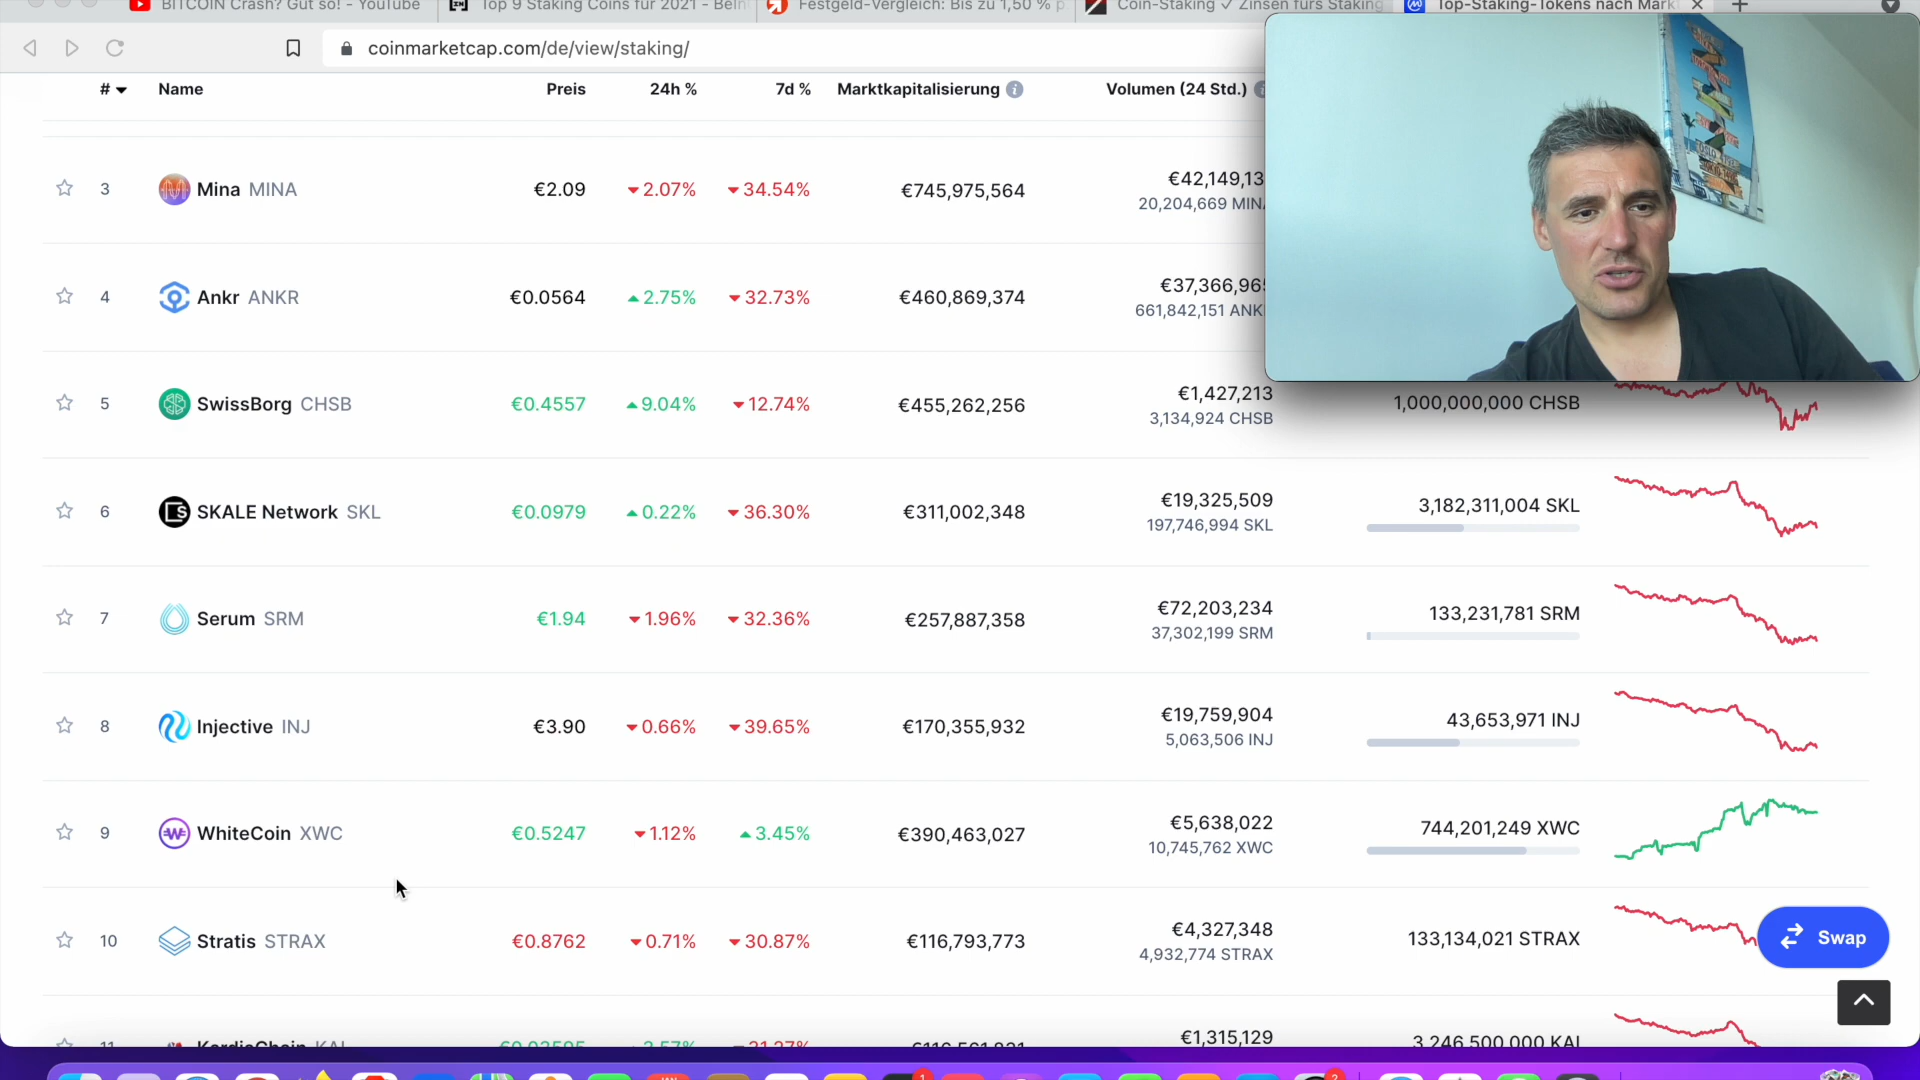 BITCOIN Crash? Gut so! - YouTube
Top 9 Staking Coins für 2021 - BeIn
Festgeld-Vergleich: Bis zu 1,50 % p.
Coin-Staking ✓ Zinsen fürs Staking
Top-Staking-Tokens nach Markt
coinmarketcap.com/de/view/staking/
# Name Preis 24h % 7d % Marktkapitalisierung Volumen (24 Std.)
3 Mina MINA €2.09 2.07% 34.54% €745,975,564 €42,149,13
20,204,669 MINA
4 Ankr ANKR €0.0564 2.75% 32.73% €460,869,374 €37,366,965
661,842,151 ANK
5 SwissBorg CHSB €0.4557 9.04% 12.74% €455,262,256 €1,427,213 1,000,000,000 CHSB
3,134,924 CHSB
6 SKALE Network SKL €0.0979 0.22% 36.30% €311,002,348 €19,325,509 3,182,311,004 SKL
197,746,994 SKL
7 Serum SRM €1.94 1.96% 32.36% €257,887,358 €72,203,234 133,231,781 SRM
37,302,199 SRM
8 Injective INJ €3.90 0.66% 39.65% €170,355,932 €19,759,904 43,653,971 INJ
5,063,506 INJ
9 WhiteCoin XWC €0.5247 1.12% 3.45% €390,463,027 €5,638,022 744,201,249 XWC
10,745,762 XWC
10 Stratis STRAX €0.8762 0.71% 30.87% €116,793,773 €4,327,348 133,134,021 STRAX
4,932,774 STRAX
Swap
11 KardiaChain KAI €1,315,129 3,246,500,000 KAI